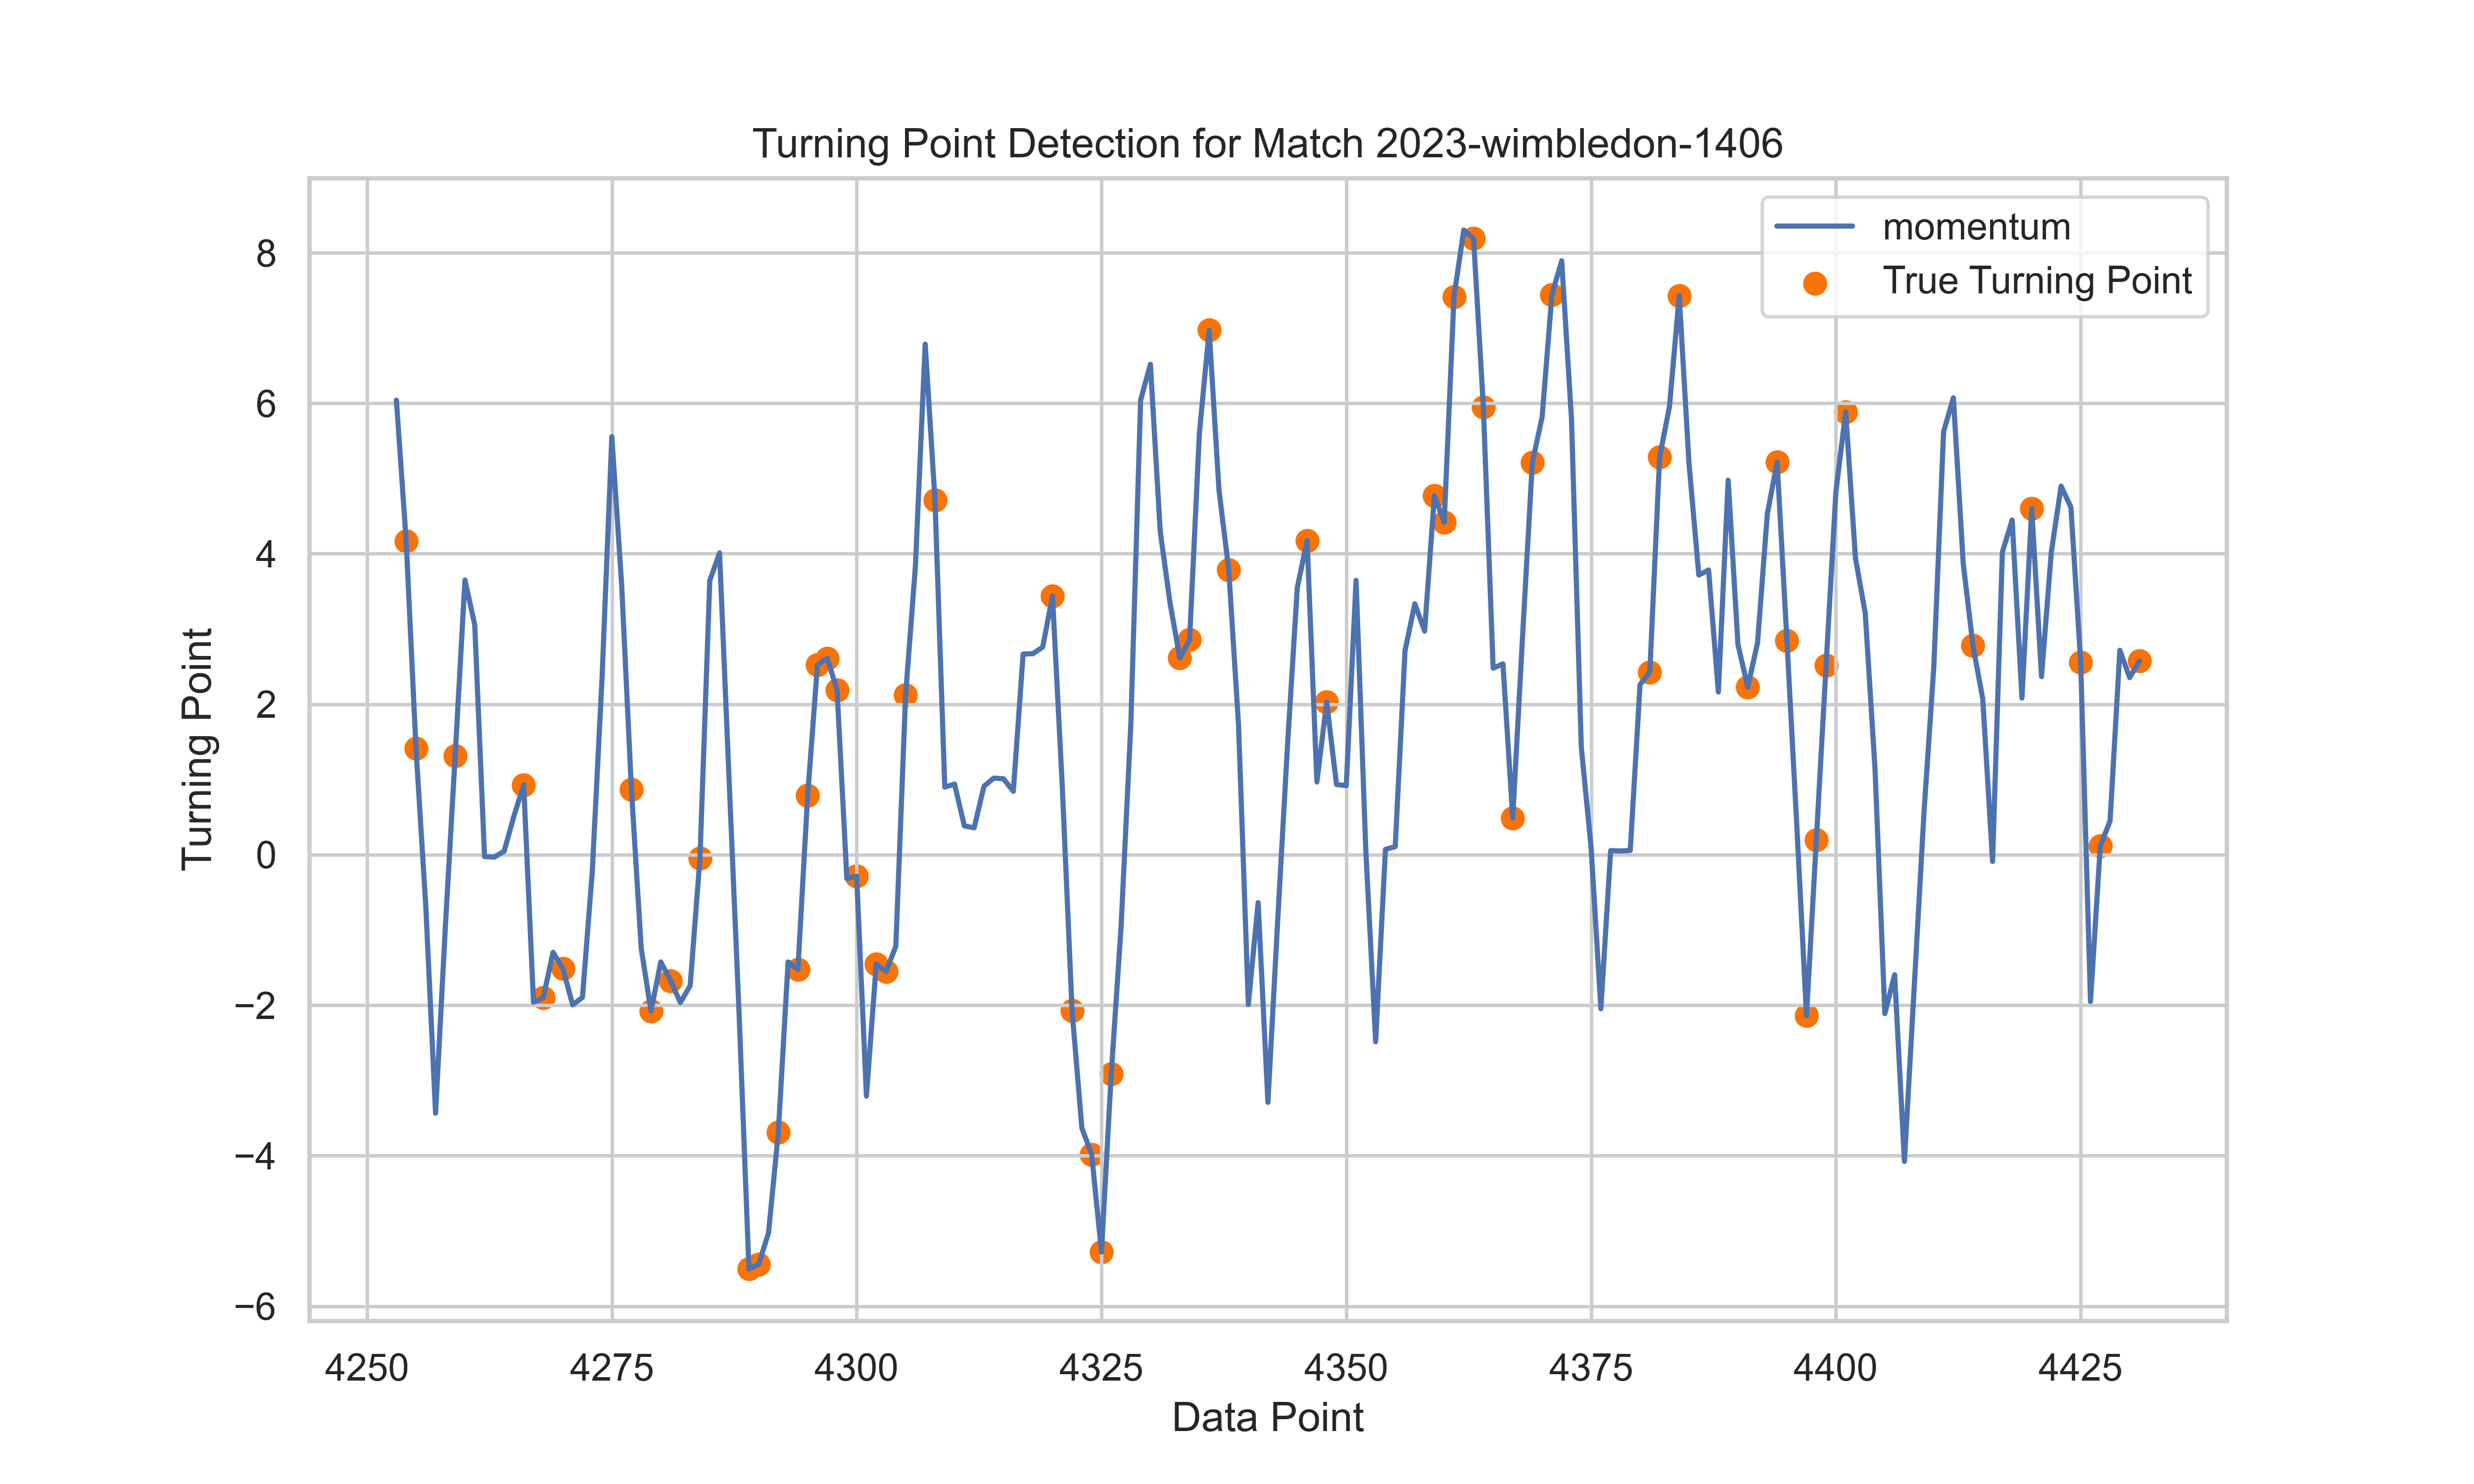 Turning Point Detection for Match 2023-wimbledon-1406
momentum
True Turning Point
Turning Point
8
6
4
2
0
−2
−4
−6
4250 4275 4300 4325 4350 4375 4400 4425
Data Point